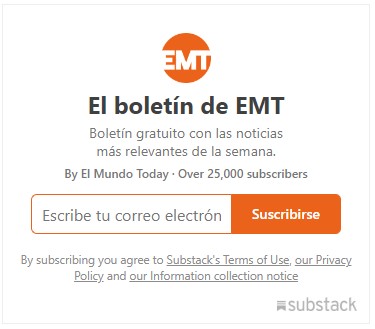 EMT
El boletín de EMT
Boletín gratuito con las noticias
más relevantes de la semana.
By El Mundo Today · Over 25,000 subscribers
Escribe tu correo electrón
Suscribirse
By subscribing you agree to Substack's Terms of Use, our Privacy
Policy and our Information collection notice
substack